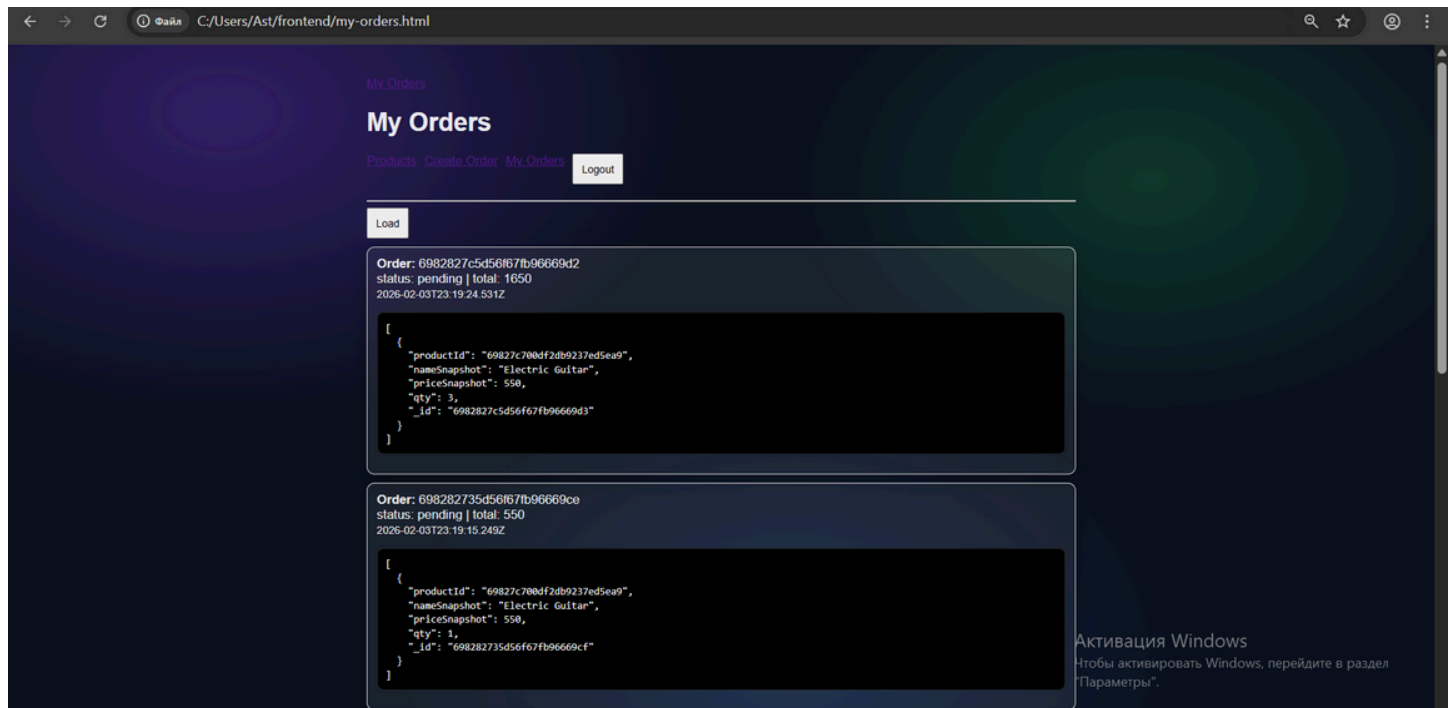 Файл C:/Users/Ast/frontend/my-orders.html
My Orders
My Orders
Products Create Order My Orders Logout
Load
Order: 6982827c5d56f67fb96669d2
status: pending | total: 1650
2026-02-03T23:19:24.531Z
[
{
"productId": "69827c700df2db9237ed5ea9",
"nameSnapshot": "Electric Guitar",
"priceSnapshot": 550,
"qty": 3,
"_id": "6982827c5d56f67fb96669d3"
}
]
Order: 698282735d56f67fb96669ce
status: pending | total: 550
2026-02-03T23:19:15.249Z
[
{
"productId": "69827c700df2db9237ed5ea9",
"nameSnapshot": "Electric Guitar",
"priceSnapshot": 550,
"qty": 1,
"_id": "698282735d56f67fb96669cf"
}
]
Активация Windows
Чтобы активировать Windows, перейдите в раздел
"Параметры".